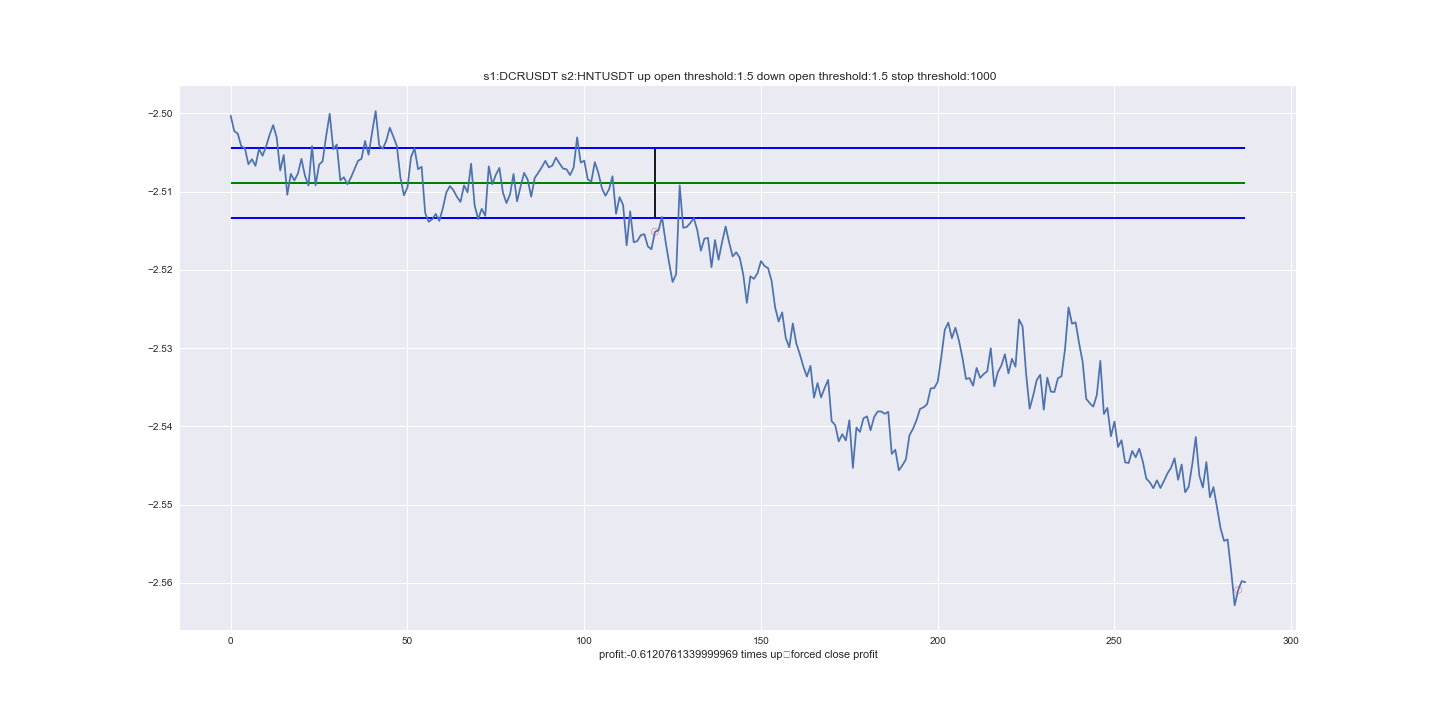 s1:DCRUSDT s2:HNTUSDT up open threshold:1.5 down open threshold:1.5 stop threshold:1000
−2.50
−2.51
−2.52
−2.53
−2.54
−2.55
−2.56
0 50 100 150 200 250 300
profit:-0.6120761339999969 times up□forced close profit